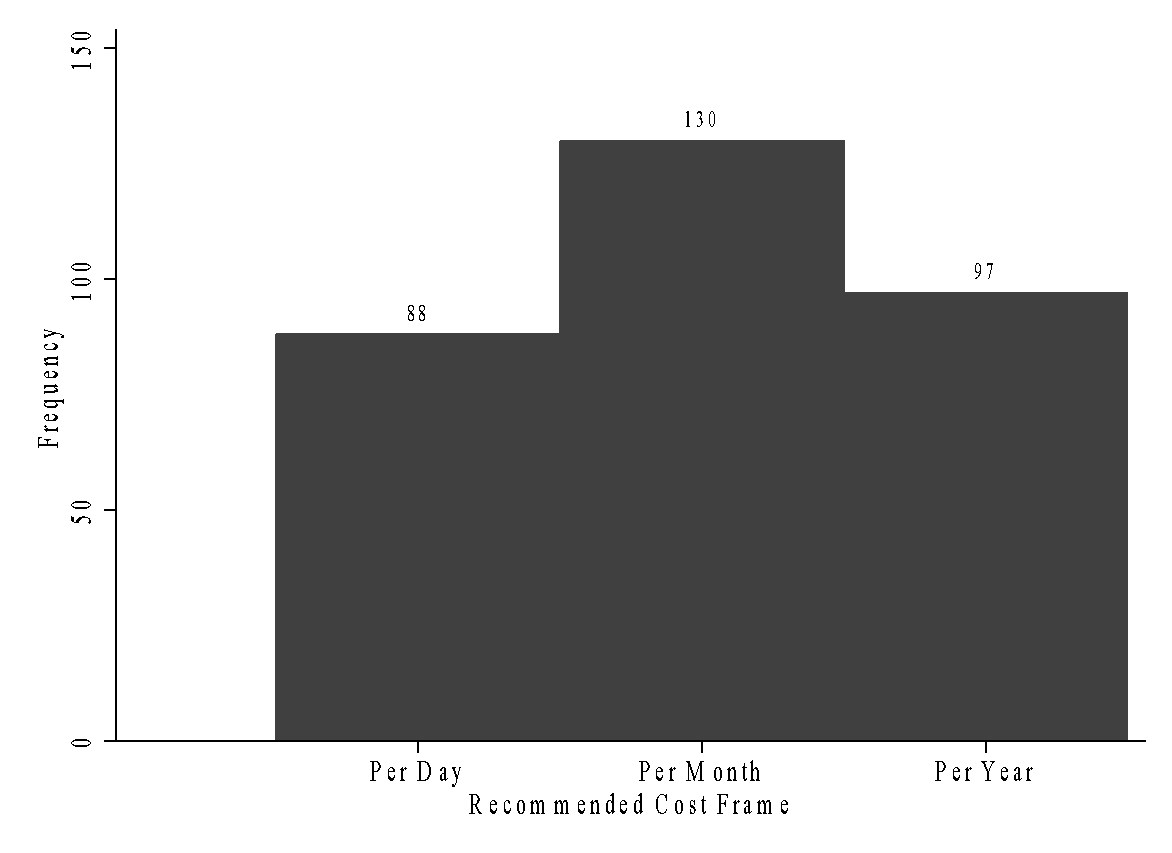 150
100
50
0
Frequency
88
130
97
Per Day
Per Month
Per Year
Recommended Cost Frame